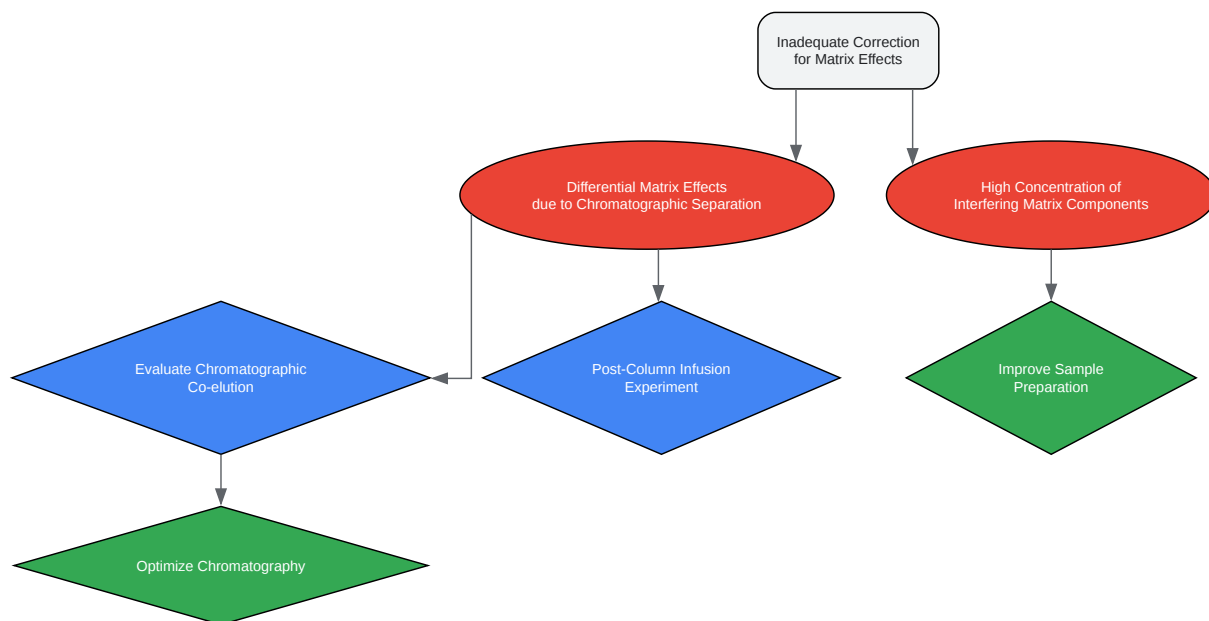 Inadequate Correction
for Matrix Effects
Differential Matrix Effects
due to Chromatographic Separation
High Concentration of
Interfering Matrix Components
Evaluate Chromatographic
Co-elution
Post-Column Infusion
Experiment
Improve Sample
Preparation
Optimize Chromatography